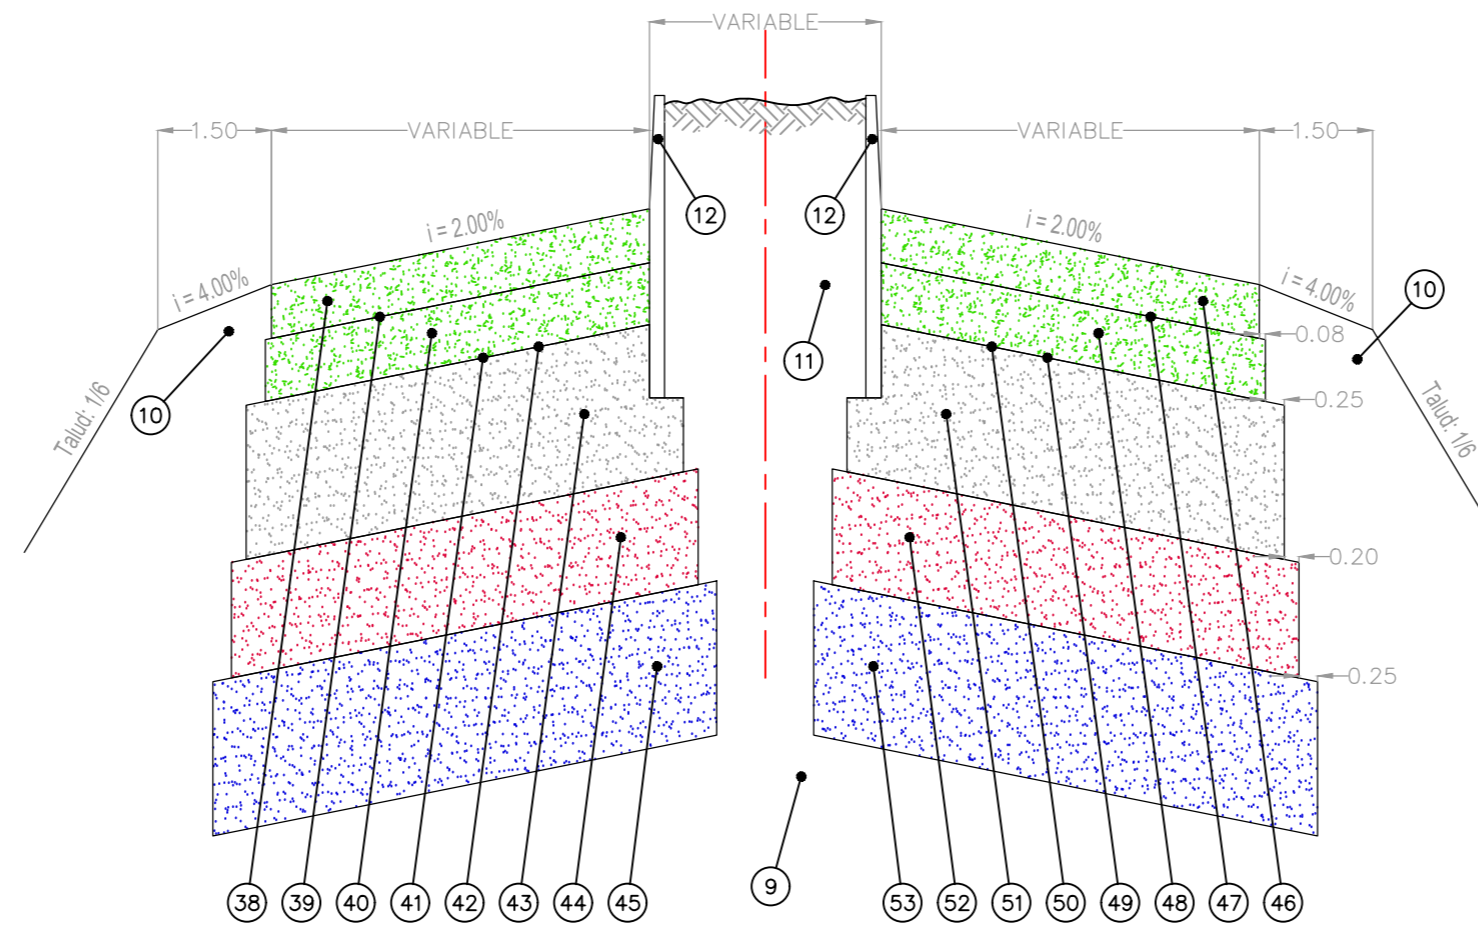 VARIABLE
1.50 VARIABLE VARIABLE 1.50
12 12
i = 2.00% i = 2.00%
i = 4.00% i = 4.00%
10
0.08
11
10
0.25
Talud: 1/6 Talud: 1/6
0.20
0.25
38 39 40 41 42 43 44 45 9 53 52 51 50 49 48 47 46